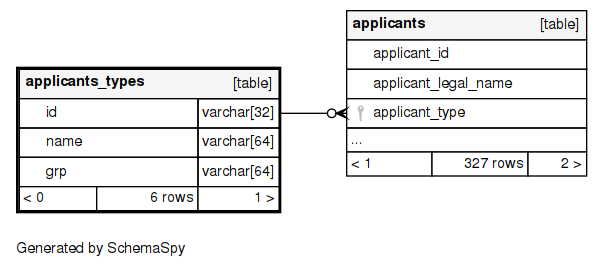 applicants [table]
applicant_id
applicant_legal_name
applicant_type
...
< 1 327 rows 2 >
applicants_types [table]
id varchar[32]
name varchar[64]
grp varchar[64]
< 0 6 rows 1 >
Generated by SchemaSpy